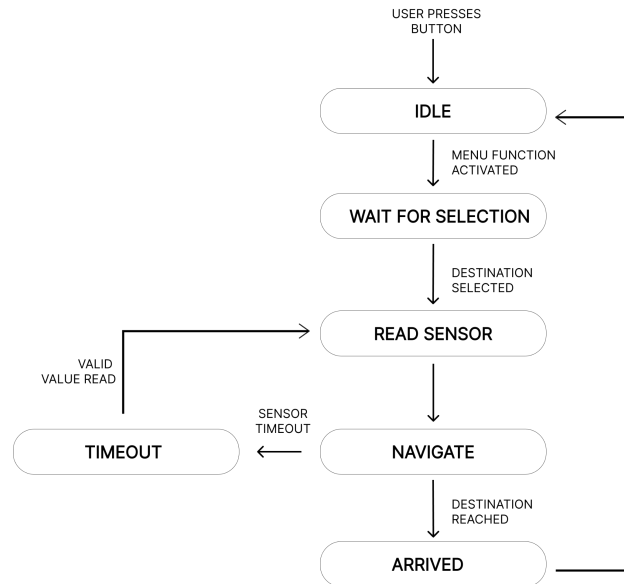 USER PRESSES
BUTTON
IDLE
MENU FUNCTION
ACTIVATED
WAIT FOR SELECTION
DESTINATION
SELECTED
READ SENSOR
VALID
VALUE READ
SENSOR
TIMEOUT
TIMEOUT
NAVIGATE
DESTINATION
REACHED
ARRIVED